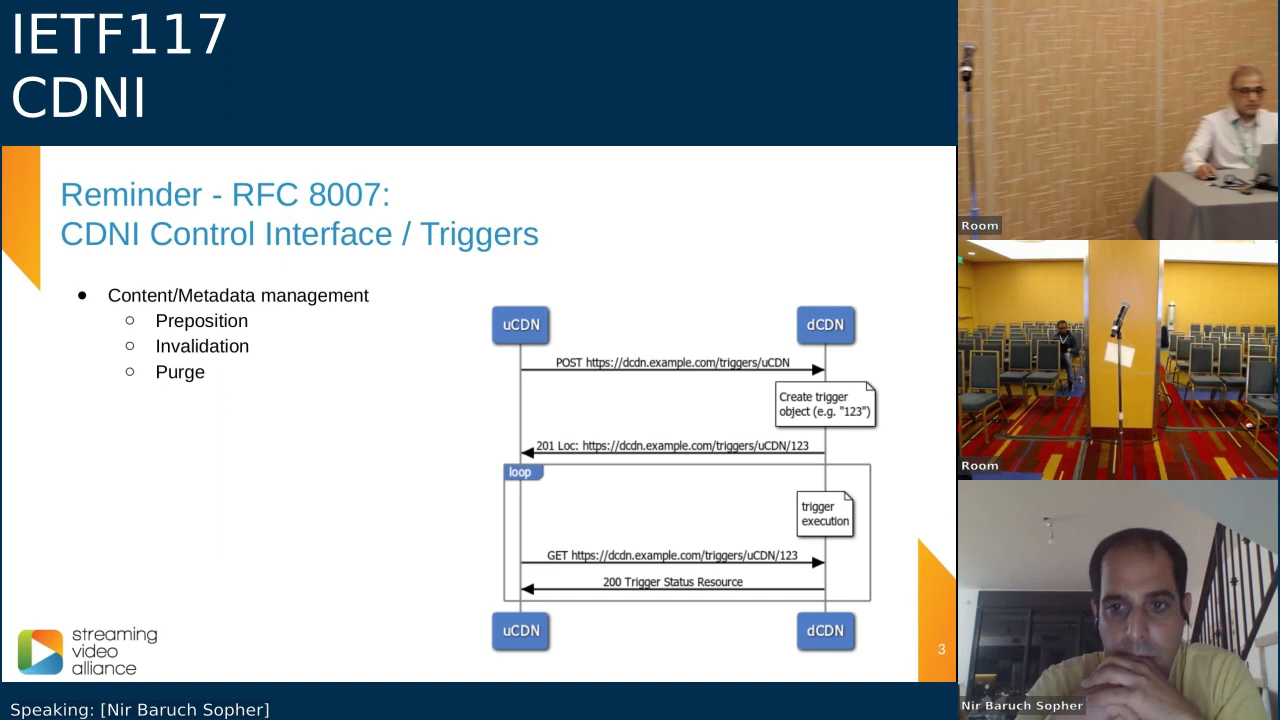 IETF117
CDNI
Reminder - RFC 8007:
CDNI Control Interface / Triggers
● Content/Metadata management
○ Preposition
○ Invalidation
○ Purge
uCDN
dCDN
POST https://dcdn.example.com/triggers/uCDN
Create trigger
object (e.g. "123")
201 Loc: https://dcdn.example.com/triggers/uCDN/123
loop
trigger
execution
GET https://dcdn.example.com/triggers/uCDN/123
200 Trigger Status Resource
uCDN
dCDN
streaming
video
alliance
3
Speaking: [Nir Baruch Sopher]
Room
Room
Nir Baruch Sopher